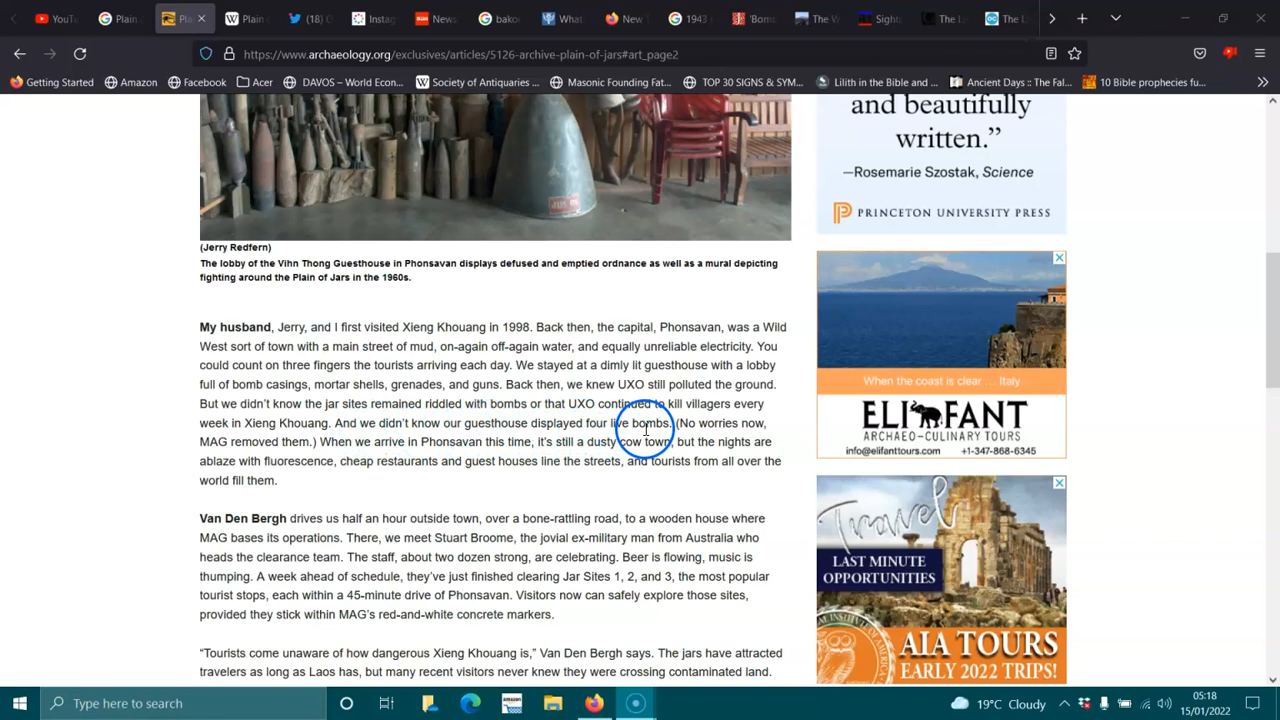 YouTu
Plain
Plai
Plain
(18)
Instag
News
bako
What
New T
1943
'Bom
The W
Sight
The L
The L
https://www.archaeology.org/exclusives/articles/5126-archive-plain-of-jars#art_page2
Getting Started
Amazon
Facebook
Acer
DAVOS – World Econ...
Society of Antiquaries ...
Masonic Founding Fat...
TOP 30 SIGNS & SYM...
Lilith in the Bible and ...
Ancient Days :: The Fal...
10 Bible prophecies fu...
(Jerry Redfern)
The lobby of the Vihn Thong Guesthouse in Phonsavan displays defused and emptied ordnance as well as a mural depicting
fighting around the Plain of Jars in the 1960s.
My husband, Jerry, and I first visited Xieng Khouang in 1998. Back then, the capital, Phonsavan, was a Wild
West sort of town with a main street of mud, on-again off-again water, and equally unreliable electricity. You
could count on three fingers the tourists arriving each day. We stayed at a dimly lit guesthouse with a lobby
full of bomb casings, mortar shells, grenades, and guns. Back then, we knew UXO still polluted the ground.
But we didn't know the jar sites remained riddled with bombs or that UXO continued to kill villagers every
week in Xieng Khouang. And we didn't know our guesthouse displayed four live bombs. (No worries now,
MAG removed them.) When we arrive in Phonsavan this time, it's still a dusty cow town, but the nights are
ablaze with fluorescence, cheap restaurants and guest houses line the streets, and tourists from all over the
world fill them.
Van Den Bergh drives us half an hour outside town, over a bone-rattling road, to a wooden house where
MAG bases its operations. There, we meet Stuart Broome, the jovial ex-military man from Australia who
heads the clearance team. The staff, about two dozen strong, are celebrating. Beer is flowing, music is
thumping. A week ahead of schedule, they've just finished clearing Jar Sites 1, 2, and 3, the most popular
tourist stops, each within a 45-minute drive of Phonsavan. Visitors now can safely explore those sites,
provided they stick within MAG's red-and-white concrete markers.
"Tourists come unaware of how dangerous Xieng Khouang is," Van Den Bergh says. The jars have attracted
travelers as long as Laos has, but many recent visitors never knew they were crossing contaminated land.
and beautifully
written.”
—Rosemarie Szostak, Science
PRINCETON UNIVERSITY PRESS
When the coast is clear ... Italy
ELIFANT
ARCHAEO-CULINARY TOURS
info@elifanttours.com +1-347-868-6345
Travel
LAST MINUTE
OPPORTUNITIES
AIA TOURS
EARLY 2022 TRIPS!
Type here to search
19°C Cloudy
05:18
15/01/2022